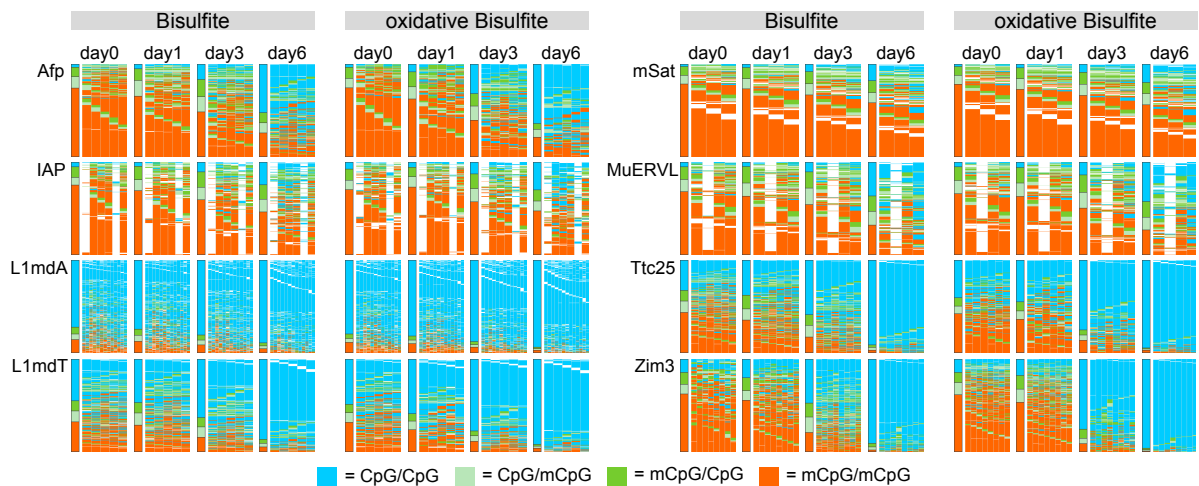 Bisulfite oxidative Bisulfite Bisulfite oxidative Bisulfite
day0 day1 day3 day6 day0 day1 day3 day6 day0 day1 day3 day6 day0 day1 day3 day6
Afp mSat
IAP MuERVL
L1mdA Ttc25
L1mdT Zim3
= CpG/CpG = CpG/mCpG = mCpG/CpG = mCpG/mCpG